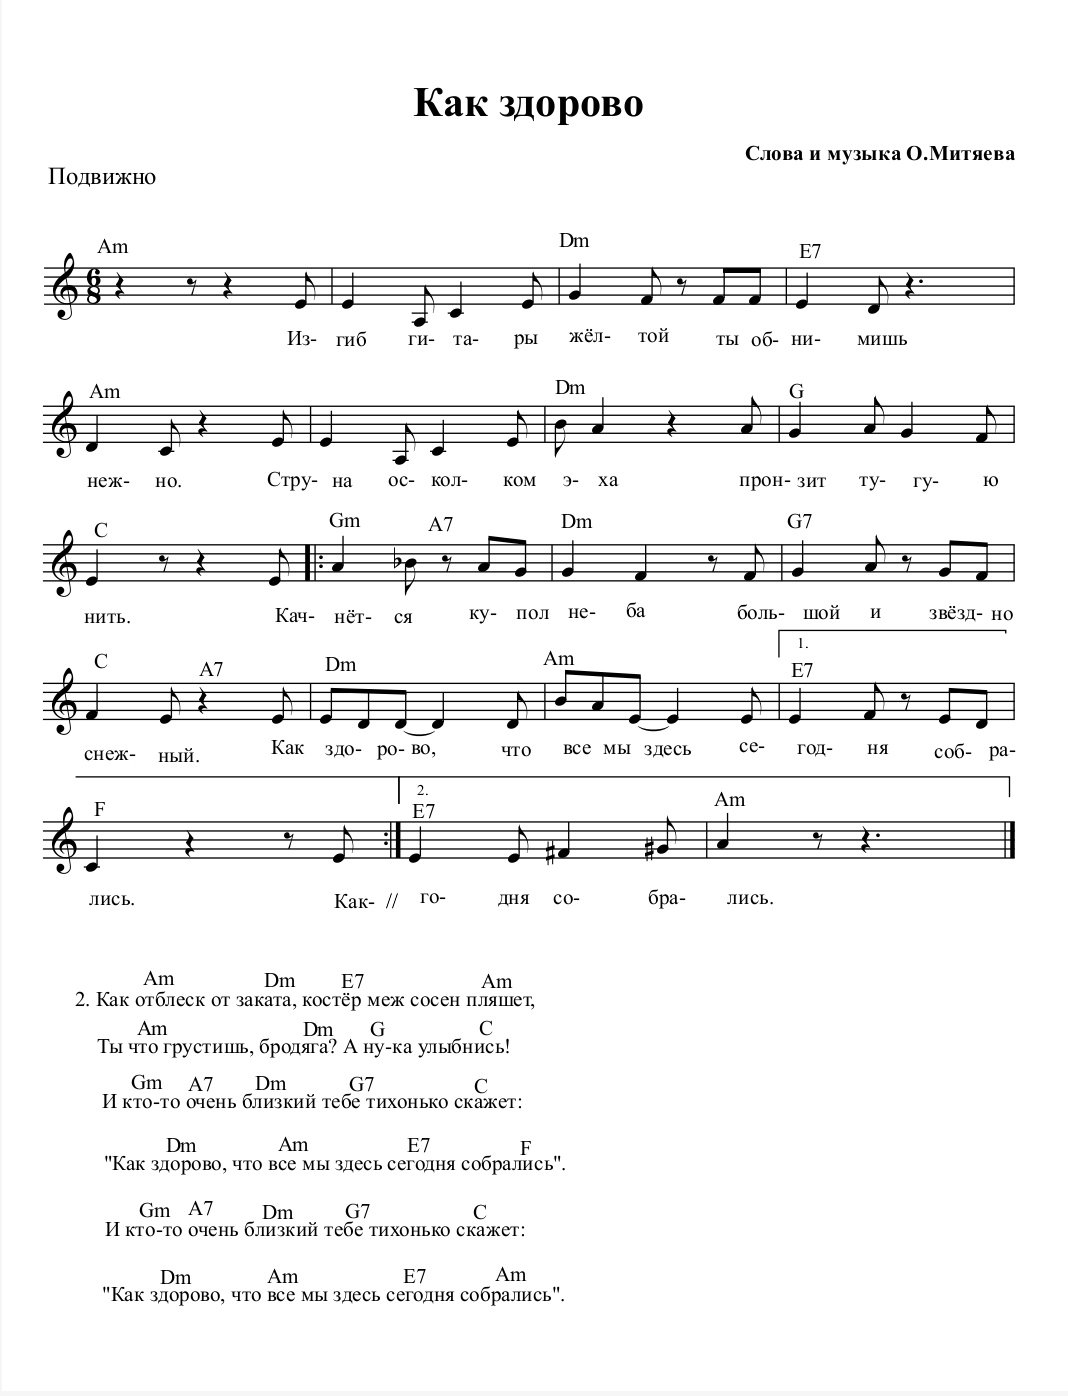 Как здорово
Слова и музыка О.Митяева
Подвижно
Am Dm E7
6
8
Из- гиб ги- та- ры жёл- той ты об- ни- мишь
Am Dm G
неж- но. Стру- на ос- кол- ком э- ха прон- зит ту- гу- ю
C Gm A7 Dm G7
нить. Кач- нёт- ся ку- пол не- ба боль- шой и звёзд- но
1.
C A7 Dm Am E7
снеж- ный. Как здо- ро- во, что все мы здесь се- год- ня соб- ра-
2.
F E7 Am
лись. Как- // го- дня со- бра- лись.
Am Dm E7 Am
2. Как отблеск от заката, костёр меж сосен пляшет,
Am Dm G C
Ты что грустишь, бродяга? А ну-ка улыбнись!
Gm A7 Dm G7 C
И кто-то очень близкий тебе тихонько скажет:
Dm Am E7 F
"Как здорово, что все мы здесь сегодня собрались".
Gm A7 Dm G7 C
И кто-то очень близкий тебе тихонько скажет:
Dm Am E7 Am
"Как здорово, что все мы здесь сегодня собрались".